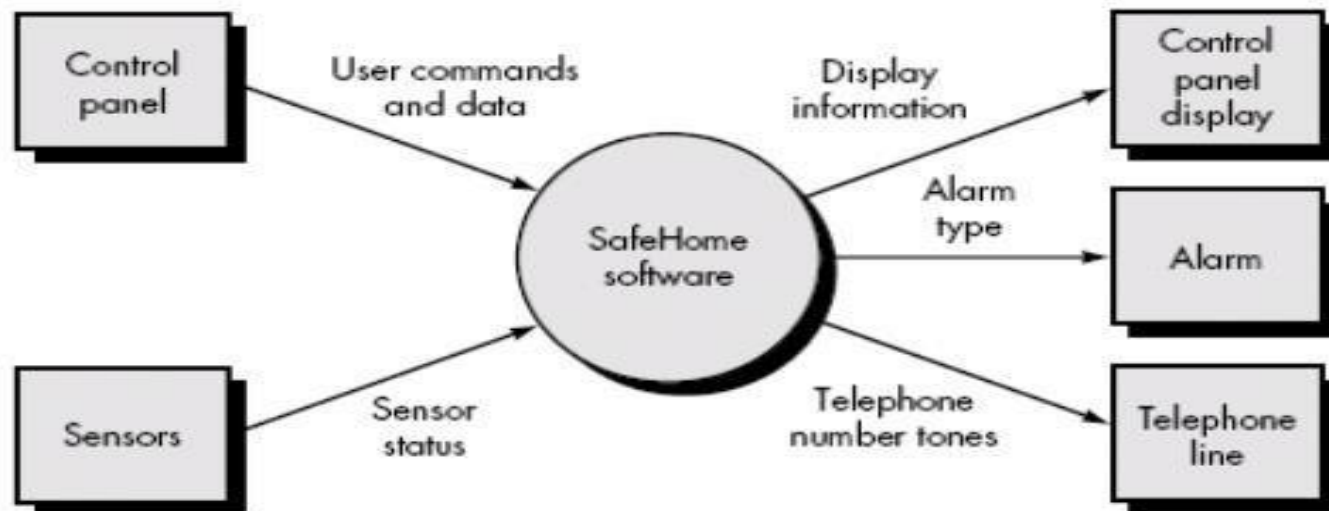 Control
panel
User commands
and data
Display
information
Control
panel
display
SafeHome
software
Alarm
type
Alarm
Sensors
Sensor
status
Telephone
number tones
Telephone
line